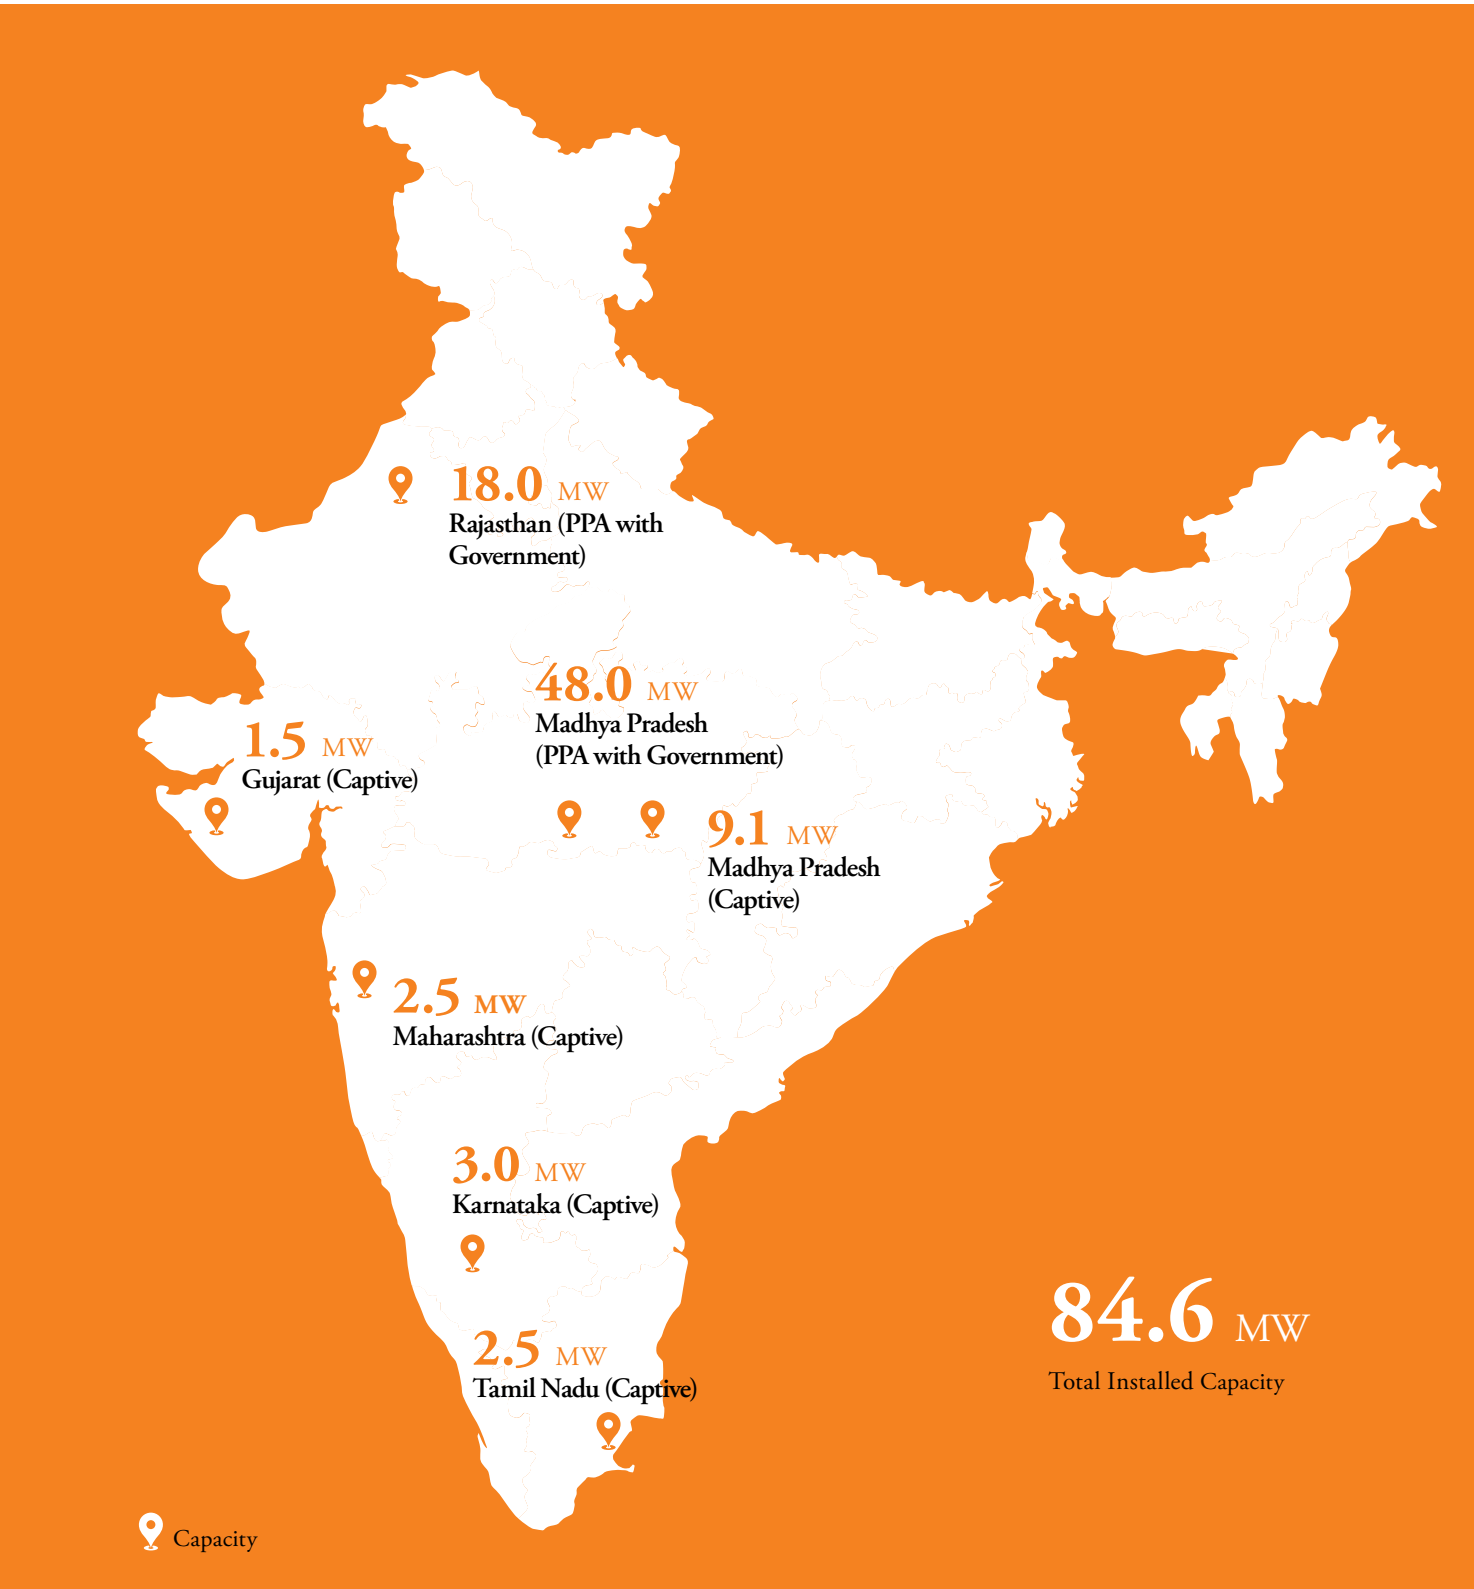 18.0 MW
Rajasthan (PPA with
Government)
48.0 MW
Madhya Pradesh
(PPA with Government)
1.5 MW
Gujarat (Captive)
9.1 MW
Madhya Pradesh
(Captive)
2.5 MW
Maharashtra (Captive)
3.0 MW
Karnataka (Captive)
2.5 MW
Tamil Nadu (Captive)
84.6 MW
Total Installed Capacity
Capacity